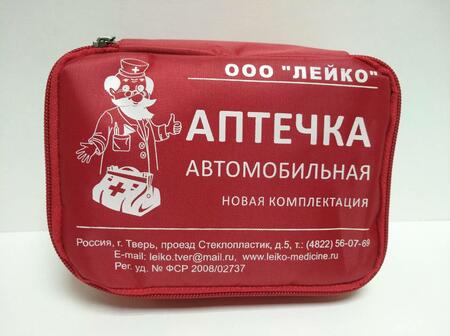 ООО "ЛЕЙКО"
АПТЕЧКА
АВТОМОБИЛЬНАЯ
НОВАЯ КОМПЛЕКТАЦИЯ
Россия, г. Тверь, проезд Стеклопластик, д.5, т.: (4822) 56-07-69
E-mail: leiko.tver@mail.ru, www.leiko-medicine.ru
Рег. уд. № ФСР 2008/02737